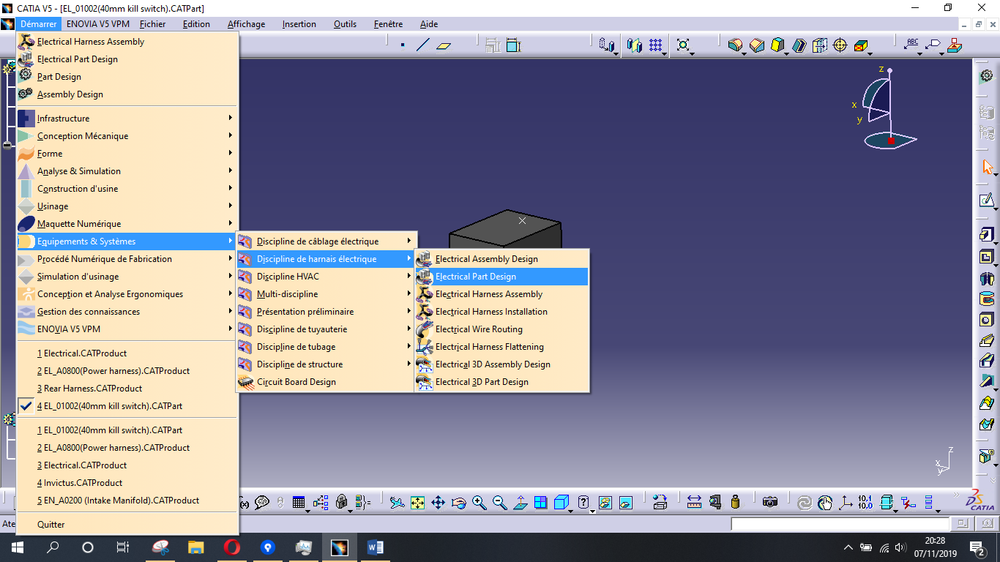 CATIA V5 - [EL_01002(40mm kill switch).CATPart]
Démarrer ENOVIA V5 VPM Fichier Edition Affichage Insertion Outils Fenêtre Aide
Electrical Harness Assembly
Electrical Part Design
Part Design
Assembly Design
Infrastructure
Conception Mécanique
Forme
Analyse & Simulation
Construction d'usine
Usinage
Maquette Numérique
Equipements & Systèmes
Procédé Numérique de Fabrication
Simulation d'usinage
Conception et Analyse Ergonomiques
Gestion des connaissances
ENOVIA V5 VPM
1 Electrical.CATProduct
2 EL_A0800(Power harness).CATProduct
3 Rear Harness.CATProduct
4 EL_01002(40mm kill switch).CATPart
1 EL_01002(40mm kill switch).CATPart
2 EL_A0800(Power harness).CATProduct
3 Electrical.CATProduct
4 Invictus.CATProduct
5 EN_A0200 (Intake Manifold).CATProduct
Quitter
Discipline de câblage électrique
Discipline de harnais électrique
Discipline HVAC
Multi-discipline
Présentation préliminaire
Discipline de tuyauterie
Discipline de tubage
Discipline de structure
Circuit Board Design
Electrical Assembly Design
Electrical Part Design
Electrical Harness Assembly
Electrical Harness Installation
Electrical Wire Routing
Electrical Harness Flattening
Electrical 3D Assembly Design
Electrical 3D Part Design
ABC
z
x
y
z
x
y
10,1
10,0
CATIA
Ate
20:28
07/11/2019
2